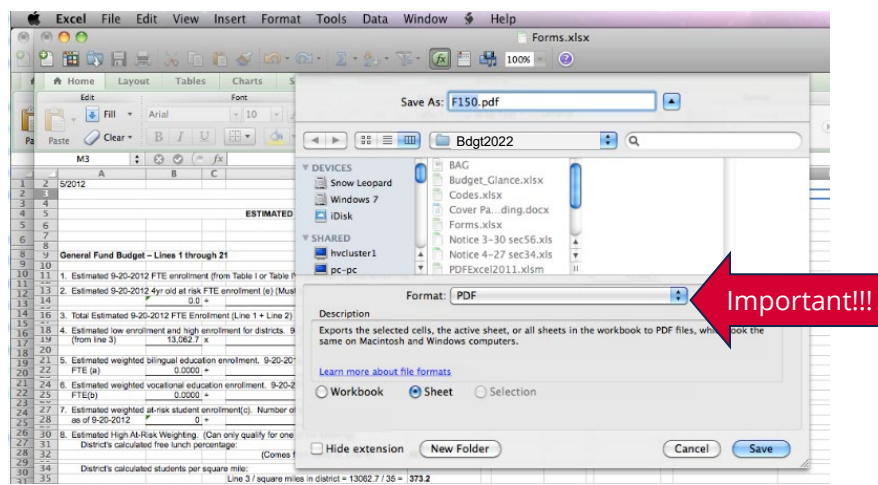 Excel File Edit View Insert Format Tools Data Window Help
Forms.xlsx
100%
Home Layout Tables Charts S
Edit Font
Fill Arial 10
Pa Paste Clear B I U
M3 fx
A B C
5/2012
ESTIMATED
General Fund Budget – Lines 1 through 21
1. Estimated 9-20-2012 FTE enrollment (from Table I or Table I
2. Estimated 9-20-2012 4yr old at risk FTE enrollment (e) (Mus
0.0 +
3. Total Estimated 9-20-2012 FTE Enrollment (Line 1 + Line 2)
4. Estimated low enrollment and high enrollment for districts. 9
(from line 3) 13,062.7 x
5. Estimated weighted bilingual education enrollment. 9-20-20
FTE (a) 0.0000 +
6. Estimated weighted vocational education enrollment. 9-20-2
FTE(b) 0.0000 +
7. Estimated weighted at-risk student enrollment(c). Number o
as of 9-20-2012 0 +
8. Estimated High At-Risk Weighting. (Can only qualify for one
District's calculated free lunch percentage:
(Comes f
District's calculated students per square mile:
Line 3 / square miles in district = 13062.7 / 35 = 373.2
Save As: F150.pdf
Bdgt2022
DEVICES
Snow Leopard
Windows 7
iDisk
SHARED
hvcluster1
pc-pc
BAG
Budget_Glance.xlsx
Codes.xlsx
Cover Pa...ding.docx
Forms.xlsx
Notice 3-30 sec56.xls
Notice 4-27 sec34.xls
PDFExcel2011.xlsm
Format: PDF
Description
Exports the selected cells, the active sheet, or all sheets in the workbook to PDF files, which look the
same on Macintosh and Windows computers.
Learn more about file formats
Workbook Sheet Selection
Hide extension New Folder Cancel Save
Important!!!